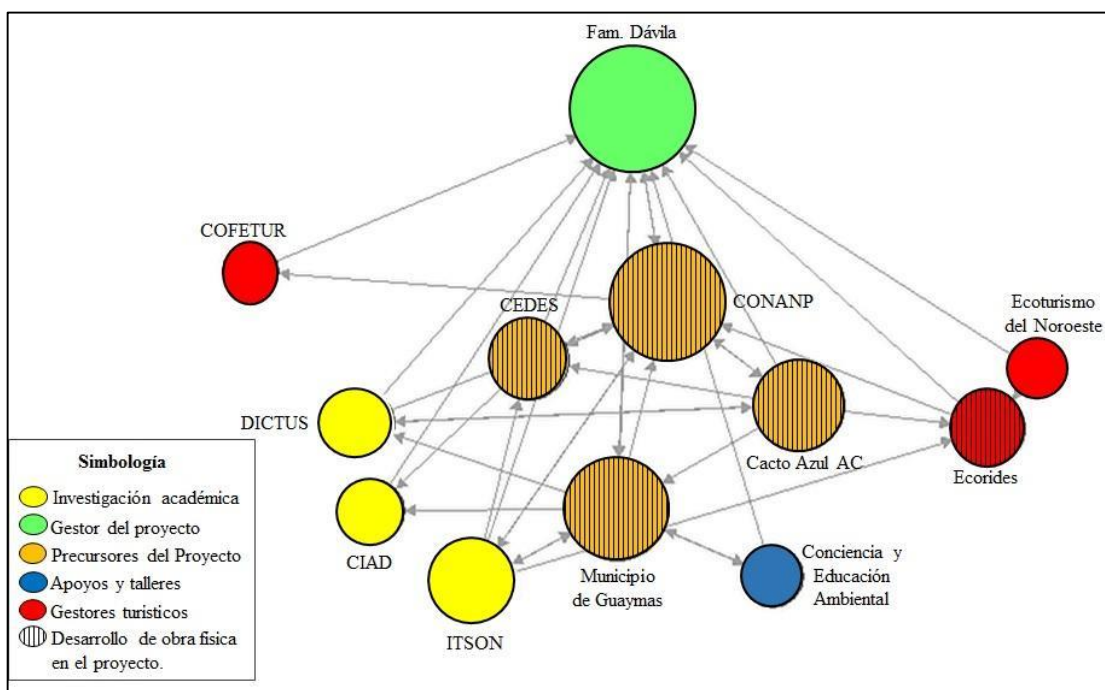 Fam. Dávila
COFETUR
CEDES
CONANP
Ecoturismo
del Noroeste
DICTUS
Cacto Azul AC
Ecorides
CIAD
Municipio
de Guaymas
Conciencia y
Educación
Ambiental
ITSON
Simbología
Investigación académica
Gestor del proyecto
Precursores del Proyecto
Apoyos y talleres
Gestores turísticos
Desarrollo de obra física
en el proyecto.